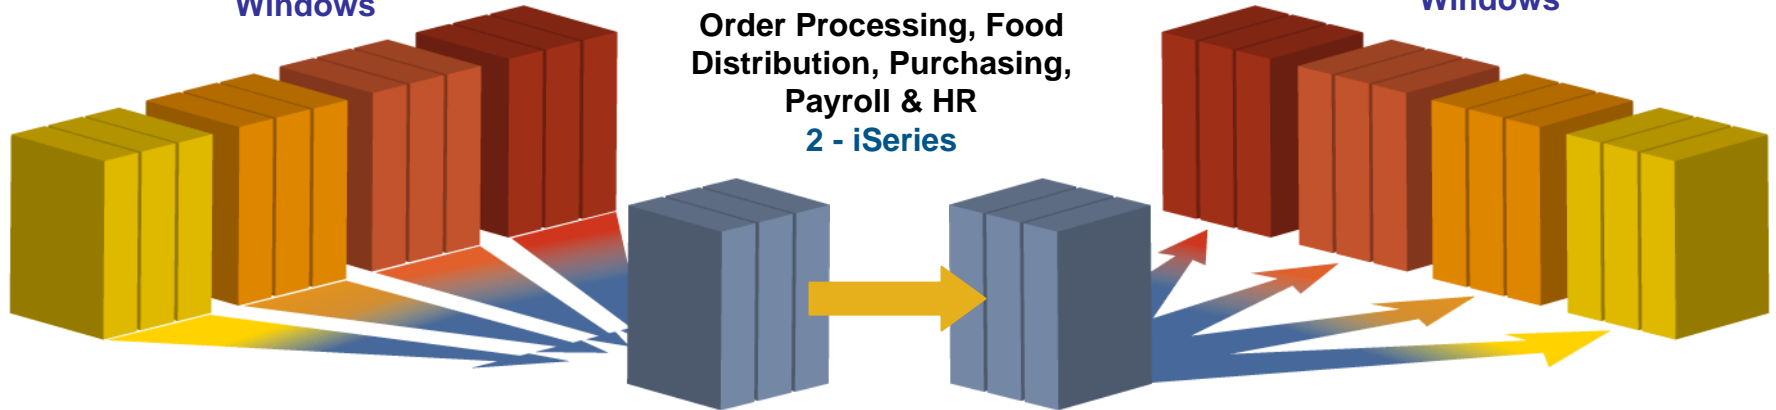 Windows
Order Processing, Food
Distribution, Purchasing,
Payroll & HR
2 - iSeries
Windows